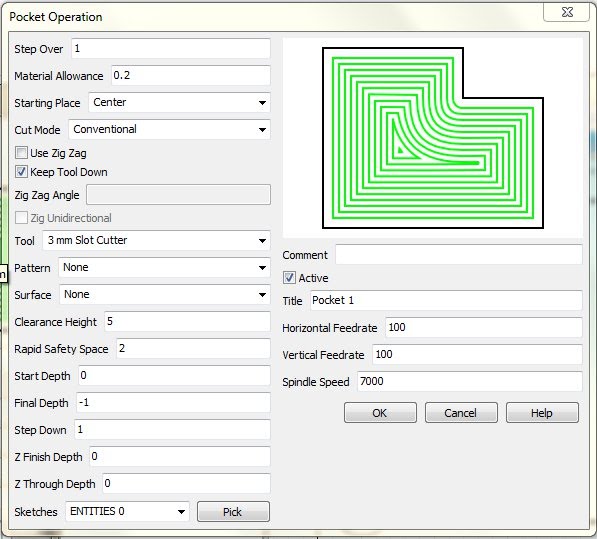 Pocket Operation
Step Over 1
Material Allowance 0.2
Starting Place Center
Cut Mode Conventional
Use Zig Zag
Keep Tool Down
Zig Zag Angle
Zig Unidirectional
Tool 3 mm Slot Cutter
Pattern None
Surface None
Clearance Height 5
Rapid Safety Space 2
Start Depth 0
Final Depth -1
Step Down 1
Z Finish Depth 0
Z Through Depth 0
Sketches ENTITIES 0 Pick
Comment
Active
Title Pocket 1
Horizontal Feedrate 100
Vertical Feedrate 100
Spindle Speed 7000
OK Cancel Help